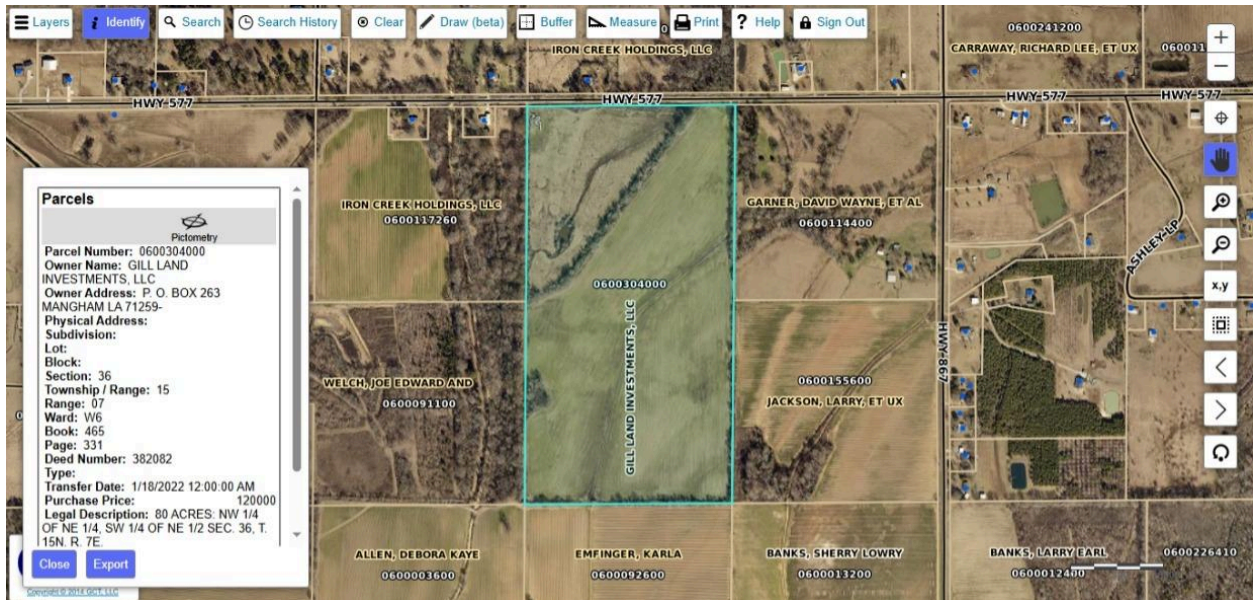 Layers
Identify
Search
Search History
Clear
Draw (beta)
Buffer
Measure
Print
Help
Sign Out
0600241200
IRON CREEK HOLDINGS, LLC
CARRAWAY, RICHARD LEE, ET UX
HWY 577
HWY 577
HWY 577
HWY 577
IRON CREEK HOLDINGS, LLC
0600117260
GARNER, DAVID WAYNE, ET AL
0600114400
ASHLEY LP
0600304000
GILL LAND INVESTMENTS, LLC
x,y
HWY 867
WELCH, JOE EDWARD AND
0600091100
0600155600
JACKSON, LARRY, ET UX
ALLEN, DEBORA KAYE
0600003600
EMFINGER, KARLA
0600092600
BANKS, SHERRY LOWRY
0600013200
BANKS, LARRY EARL
0600012400
0600226410
Parcels
Pictometry
Parcel Number: 0600304000
Owner Name: GILL LAND
INVESTMENTS, LLC
Owner Address: P. O. BOX 263
MANGHAM LA 71259-
Physical Address:
Subdivision:
Lot:
Block:
Section: 36
Township / Range: 15
Range: 07
Ward: W6
Book: 465
Page: 331
Deed Number: 382082
Type:
Transfer Date: 1/18/2022 12:00:00 AM
Purchase Price: 120000
Legal Description: 80 ACRES: NW 1/4
OF NE 1/4, SW 1/4 OF NE 1/2 SEC. 36, T.
15N, R. 7E.
Close
Export